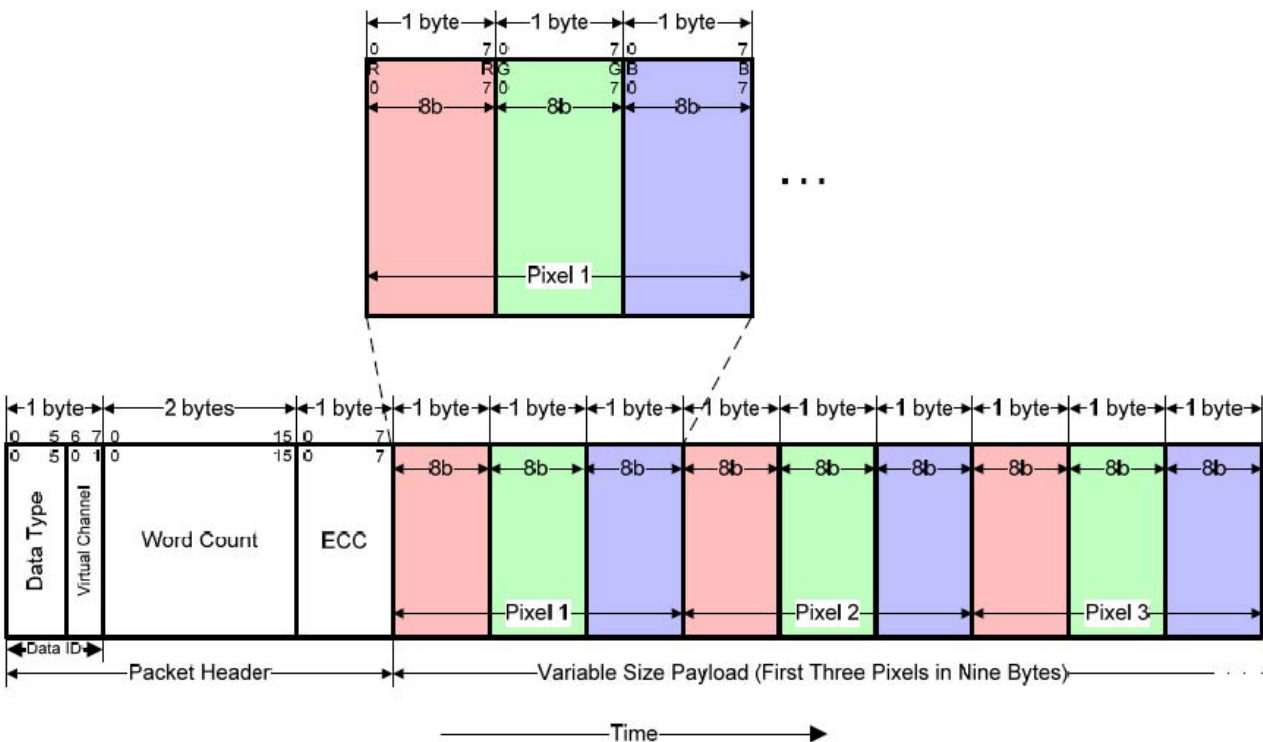 1 byte 1 byte 1 byte
0 7 0 7 0 7
R R G G B B
0 7 0 7 0 7
8b 8b 8b
...
Pixel 1
1 byte 2 bytes 1 byte 1 byte 1 byte 1 byte 1 byte 1 byte 1 byte 1 byte 1 byte 1 byte
0 5 6 7 0 15 0 7
0 5 0 1 0 15 0 7
8b 8b 8b 8b 8b 8b 8b 8b 8b
Data Type
Virtual Channel
Word Count
ECC
Pixel 1 Pixel 2 Pixel 3
Data ID
Packet Header Variable Size Payload (First Three Pixels in Nine Bytes)
Time